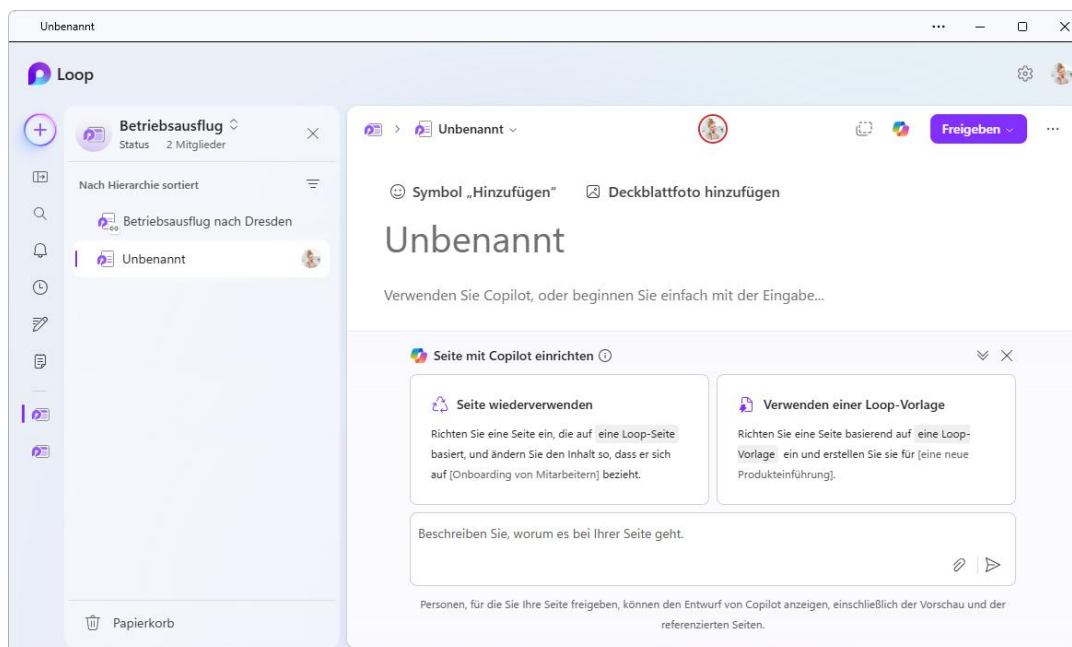 Unbenannt
Loop
Betriebsausflug
Status 2 Mitglieder
Nach Hierarchie sortiert
Betriebsausflug nach Dresden
Unbenannt
Papierkorb
Unbenannt
Freigeben
Symbol „Hinzufügen“
Deckblattfoto hinzufügen
Unbenannt
Verwenden Sie Copilot, oder beginnen Sie einfach mit der Eingabe...
Seite mit Copilot einrichten
Seite wiederverwenden
Richten Sie eine Seite ein, die auf eine Loop-Seite
basiert, und ändern Sie den Inhalt so, dass er sich
auf [Onboarding von Mitarbeitern] bezieht.
Verwenden einer Loop-Vorlage
Richten Sie eine Seite basierend auf eine Loop-
Vorlage ein und erstellen Sie sie für [eine neue
Produkteinführung].
Beschreiben Sie, worum es bei Ihrer Seite geht.
Personen, für die Sie Ihre Seite freigeben, können den Entwurf von Copilot anzeigen, einschließlich der Vorschau und der
referenzierten Seiten.